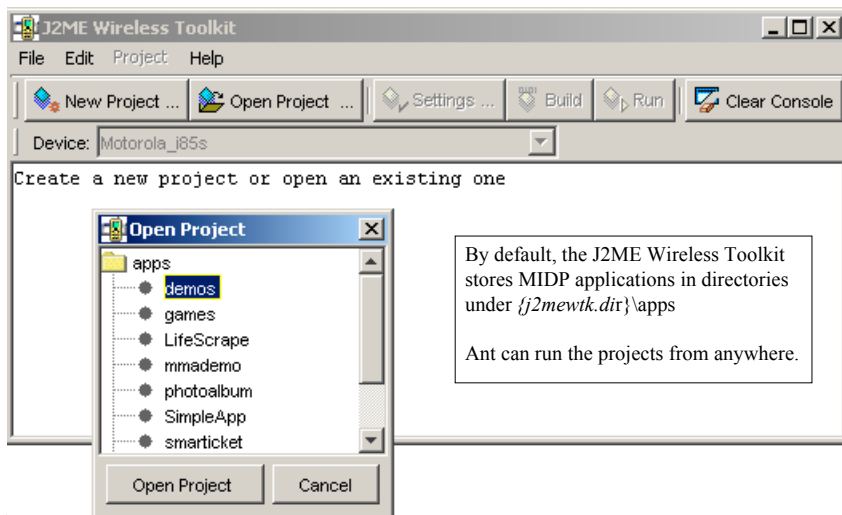 J2ME Wireless Toolkit
File Edit Project Help
New Project ... Open Project ... Settings ... Build Run Clear Console
Device: Motorola_i85s
Create a new project or open an existing one
Open Project
apps
demos
games
LifeScrape
mmademo
photoalbum
SimpleApp
smarticket
Open Project Cancel
By default, the J2ME Wireless Toolkit
stores MIDP applications in directories
under {j2mewtk.dir}\apps
Ant can run the projects from anywhere.